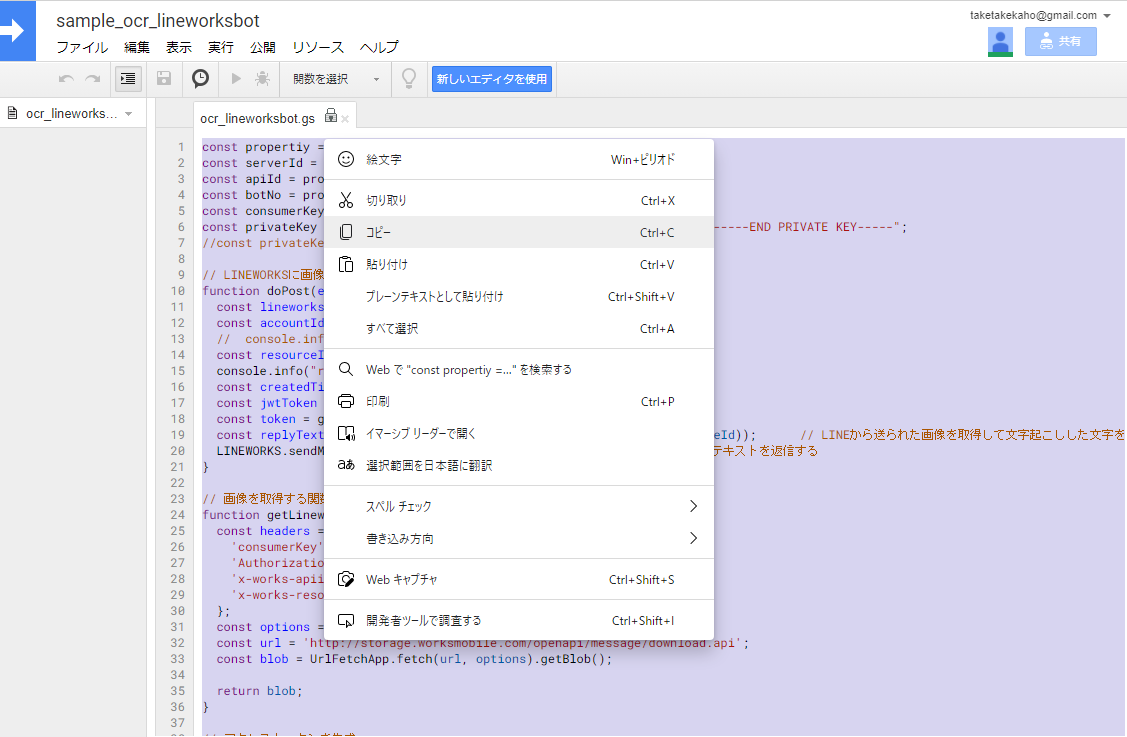 sample_ocr_lineworksbot
taketakekaho@gmail.com
ファイル 編集 表示 実行 公開 リソース ヘルプ
共有
関数を選択
新しいエディタを使用
ocr_lineworks...
ocr_lineworksbot.gs
1 const propertiy =
2 const serverId =
3 const apiId = pro
4 const botNo = pro
5 const consumerKey
6 const privateKey -----END PRIVATE KEY-----";
7 //const privateKe
8
9 // LINEWORKSに画像
10 function doPost(e
11 const lineworks
12 const accountId
13 // console.inf
14 const resourceI
15 console.info("r
16 const createdTi
17 const jwtToken
18 const token = g
19 const replyText eId)); // LINEから送られた画像を取得して文字起こしした文字を
20 LINEWORKS.sendM テキストを返信する
21 }
22
23 // 画像を取得する関数
24 function getLinew
25 const headers =
26 'consumerKey'
27 'Authorizatio
28 'x-works-apii
29 'x-works-reso
30 };
31 const options =
32 const url = 'http://storage.worksmobile.com/openapi/message/download.api';
33 const blob = UrlFetchApp.fetch(url, options).getBlob();
34
35 return blob;
36 }
37
絵文字 Win+ピリオド
切り取り Ctrl+X
コピー Ctrl+C
貼り付け Ctrl+V
プレーンテキストとして貼り付け Ctrl+Shift+V
すべて選択 Ctrl+A
Web で "const propertiy =..." を検索する
印刷 Ctrl+P
イマーシブ リーダーで開く
選択範囲を日本語に翻訳
スペル チェック
書き込み方向
Web キャプチャ Ctrl+Shift+S
開発者ツールで調査する Ctrl+Shift+I